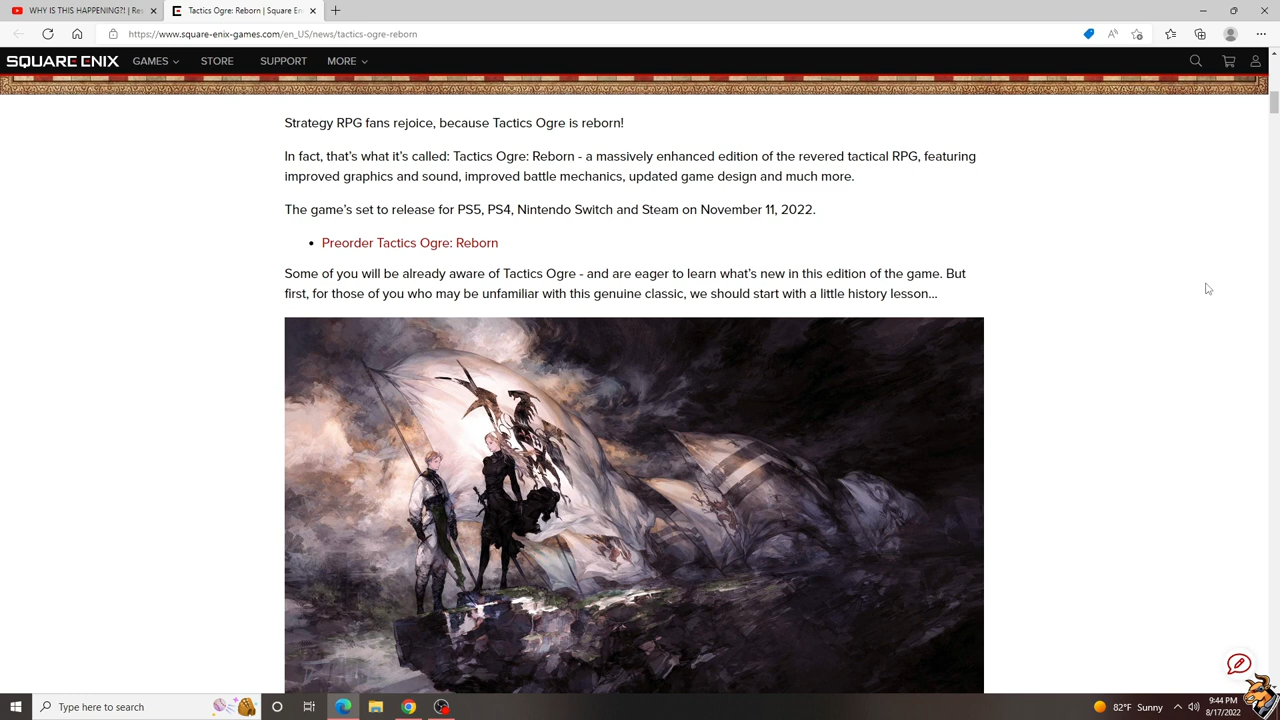 WHY IS THIS HAPPENING?! | Re
Tactics Ogre: Reborn | Square En
https://www.square-enix-games.com/en_US/news/tactics-ogre-reborn
SQUARE ENIX GAMES STORE SUPPORT MORE
Strategy RPG fans rejoice, because Tactics Ogre is reborn!
In fact, that's what it's called: Tactics Ogre: Reborn - a massively enhanced edition of the revered tactical RPG, featuring
improved graphics and sound, improved battle mechanics, updated game design and much more.
The game's set to release for PS5, PS4, Nintendo Switch and Steam on November 11, 2022.
• Preorder Tactics Ogre: Reborn
Some of you will be already aware of Tactics Ogre - and are eager to learn what's new in this edition of the game. But
first, for those of you who may be unfamiliar with this genuine classic, we should start with a little history lesson...
Type here to search
82°F Sunny
9:44 PM
8/17/2022